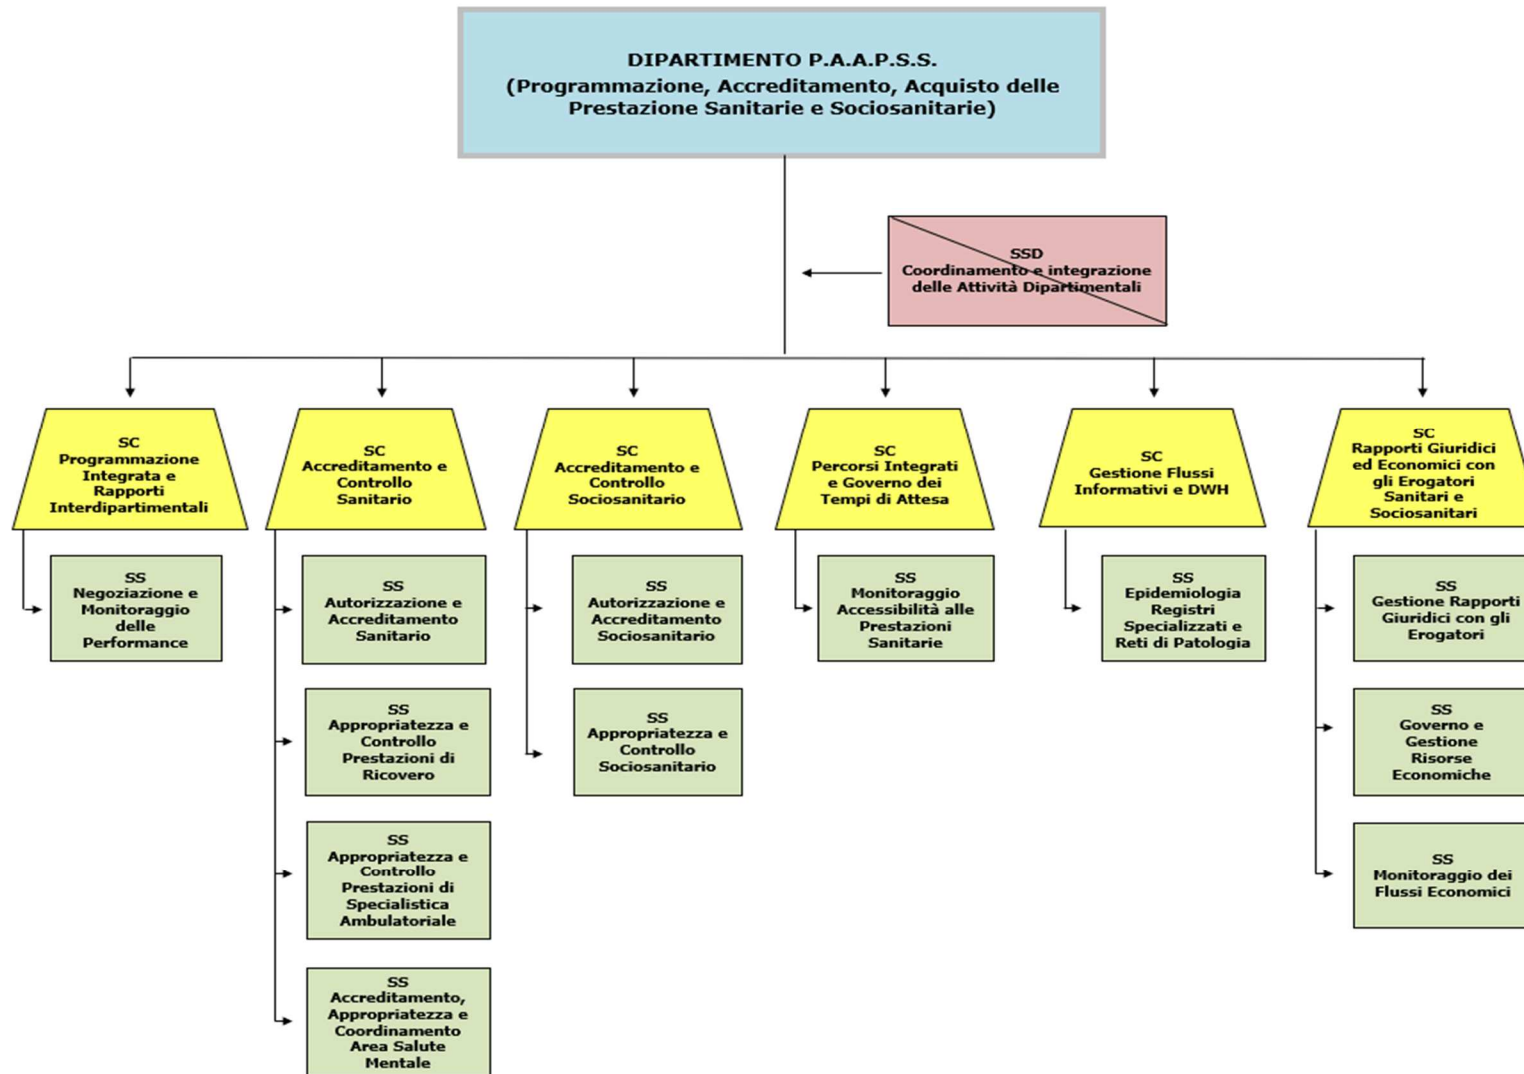 DIPARTIMENTO P.A.A.P.S.S.
(Programmazione, Accreditamento, Acquisto delle
Prestazione Sanitarie e Sociosanitarie)
SSD
Coordinamento e integrazione
delle Attività Dipartimentali
SC
Programmazione
Integrata e
Rapporti
Interdipartimentali
SC
Accreditamento e
Controllo
Sanitario
SC
Accreditamento e
Controllo
Sociosanitario
SC
Percorsi Integrati
e Governo dei
Tempi di Attesa
SC
Gestione Flussi
Informativi e DWH
SC
Rapporti Giuridici
ed Economici con
gli Erogatori
Sanitari e
Sociosanitari
SS
Negoziazione e
Monitoraggio
delle
Performance
SS
Autorizzazione e
Accreditamento
Sanitario
SS
Appropriatezza e
Controllo
Prestazioni di
Ricovero
SS
Appropriatezza e
Controllo
Prestazioni di
Specialistica
Ambulatoriale
SS
Accreditamento,
Appropriatezza e
Coordinamento
Area Salute
Mentale
SS
Autorizzazione e
Accreditamento
Sociosanitario
SS
Appropriatezza e
Controllo
Sociosanitario
SS
Monitoraggio
Accessibilità alle
Prestazioni
Sanitarie
SS
Epidemiologia
Registri
Specializzati e
Reti di Patologia
SS
Gestione Rapporti
Giuridici con gli
Erogatori
SS
Governo e
Gestione
Risorse
Economiche
SS
Monitoraggio dei
Flussi Economici